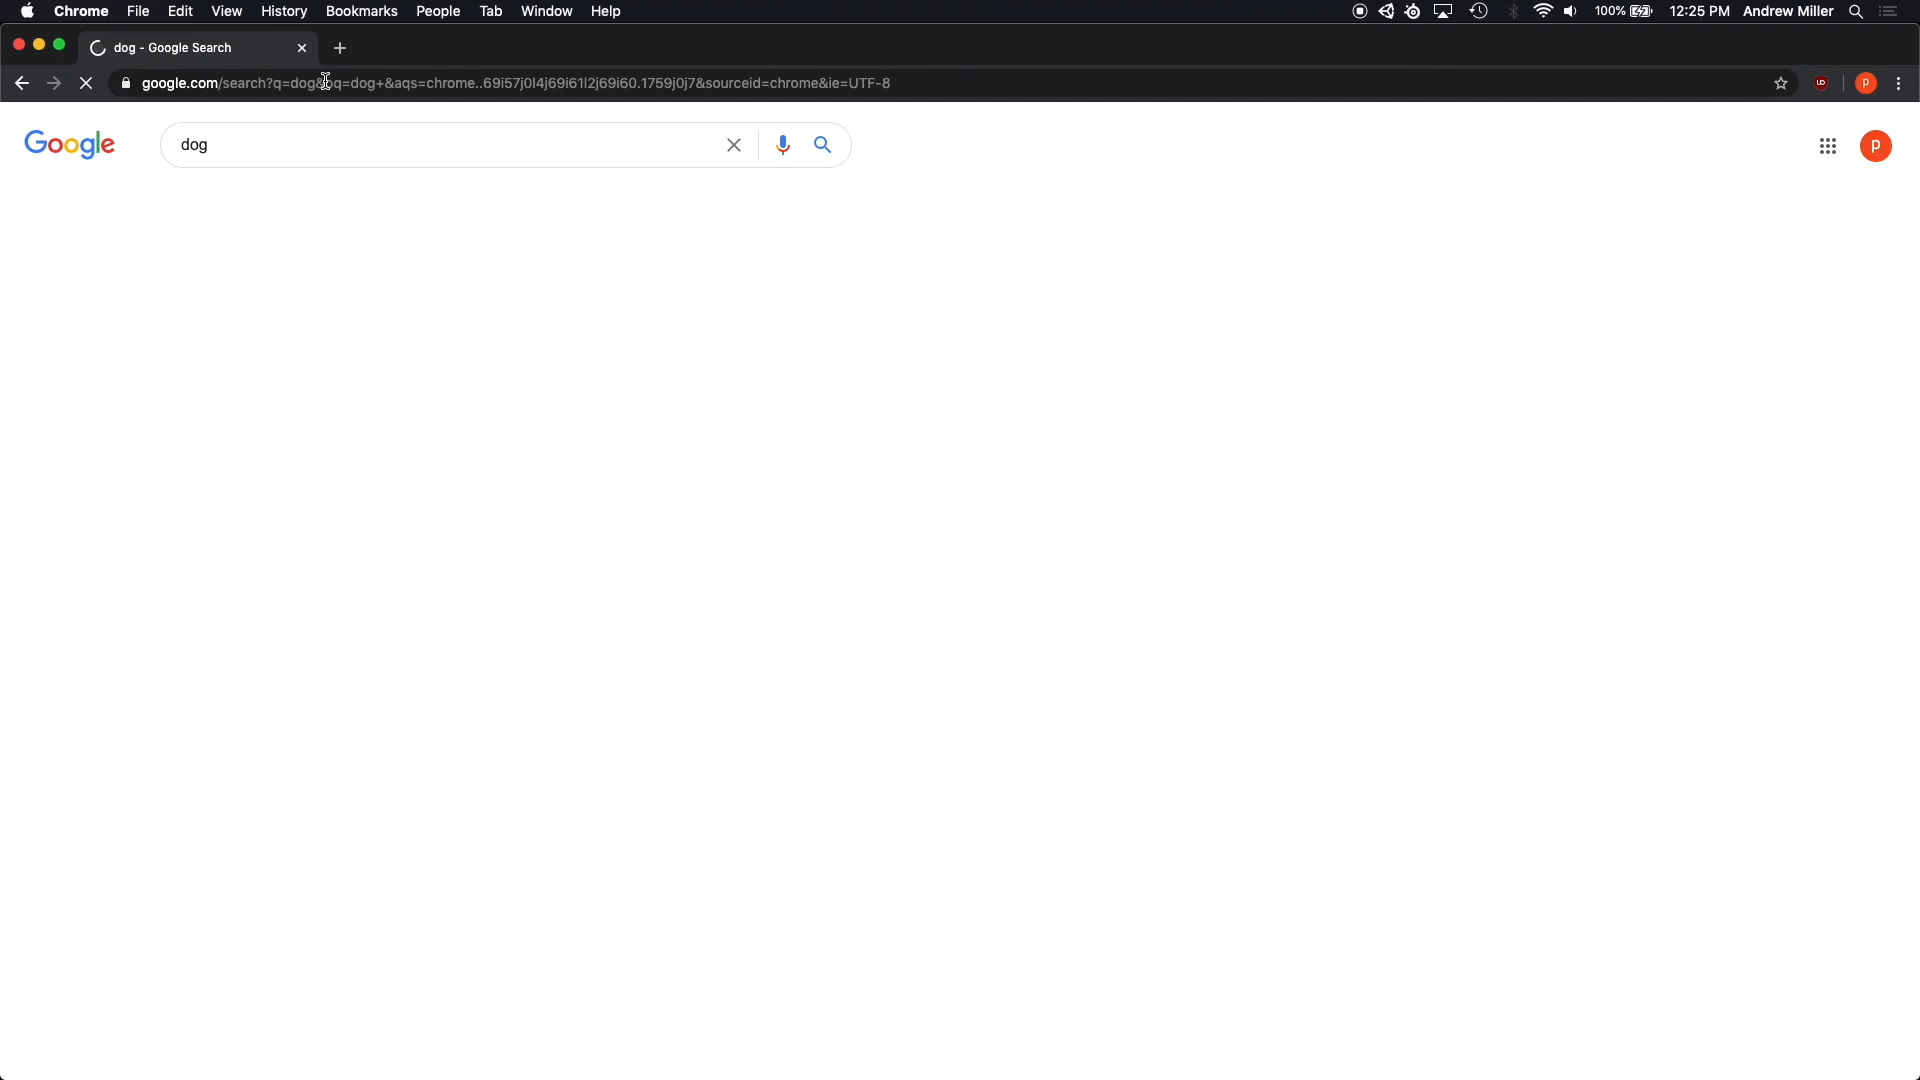 Chrome File Edit View History Bookmarks People Tab Window Help 100% 12:25 PM Andrew Miller
dog - Google Search
google.com/search?q=dog&oq=dog+&aqs=chrome..69i57j0l4j69i61l2j69i60.1759j0j7&sourceid=chrome&ie=UTF-8 UD p
Google dog p